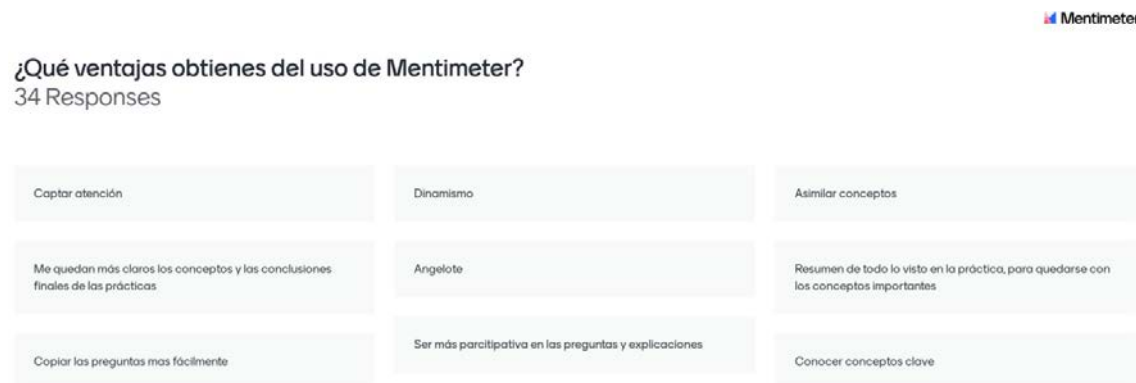 Mentimeter
¿Qué ventajas obtienes del uso de Mentimeter?
34 Responses
Captar atención
Dinamismo
Asimilar conceptos
Me quedan más claros los conceptos y las conclusiones
finales de las prácticas
Angelote
Resumen de todo lo visto en la práctica, para quedarse con
los conceptos importantes
Copiar las preguntas mas fácilmente
Ser más parcitipativa en las preguntas y explicaciones
Conocer conceptos clave